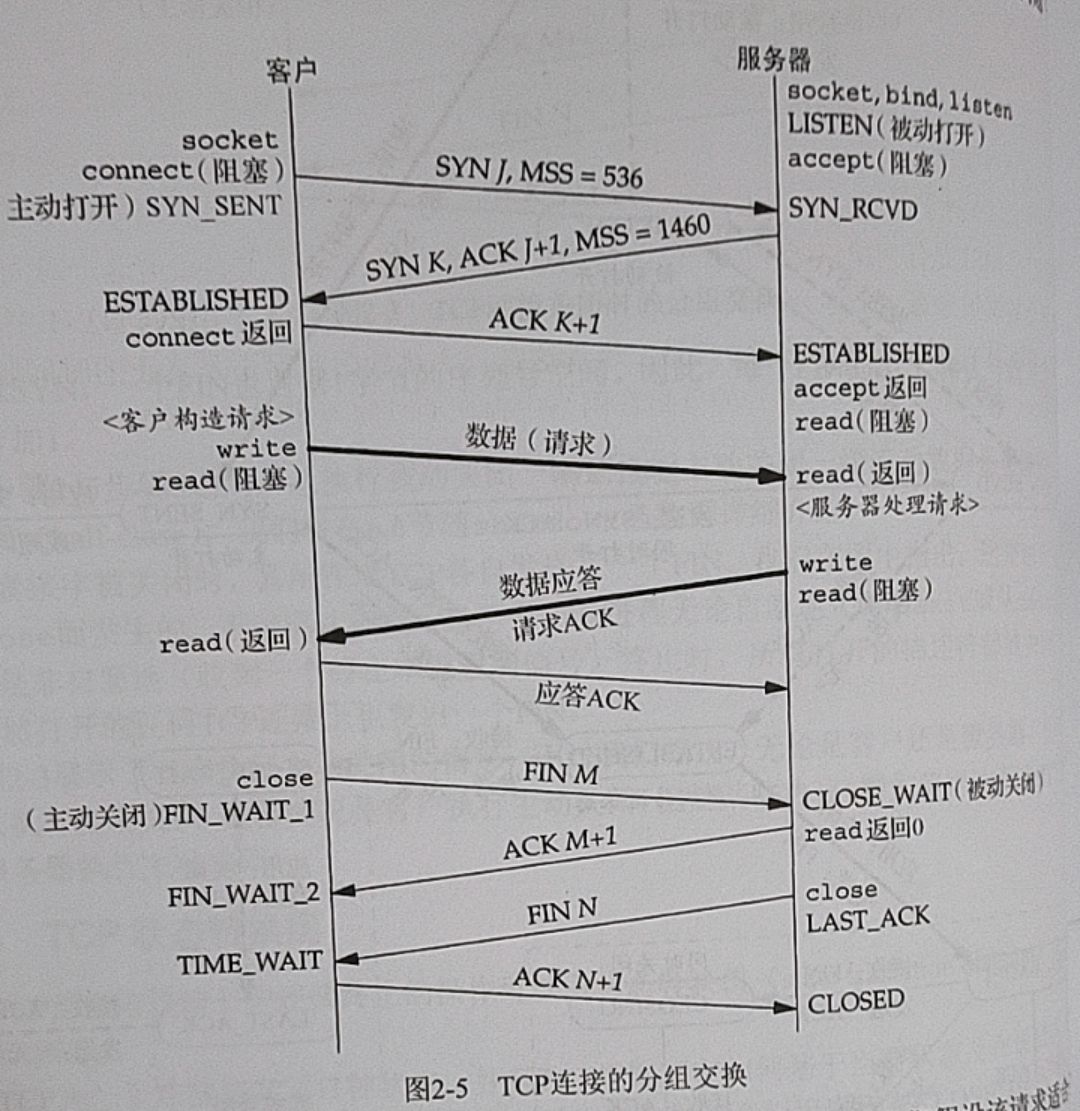 客户
服务器
socket, bind, listen
LISTEN(被动打开)
accept(阻塞)
socket
connect(阻塞)
主动打开) SYN_SENT
SYN J, MSS = 536
SYN_RCVD
SYN K, ACK J+1, MSS = 1460
ESTABLISHED
connect 返回
ACK K+1
ESTABLISHED
accept 返回
read(阻塞)
<客户构造请求>
write
read(阻塞)
数据(请求)
read(返回)
<服务器处理请求>
write
read(阻塞)
数据应答
请求ACK
read(返回)
应答ACK
close
(主动关闭)FIN_WAIT_1
FIN M
CLOSE_WAIT(被动关闭)
read 返回0
ACK M+1
FIN_WAIT_2
close
LAST_ACK
FIN N
TIME_WAIT
ACK N+1
CLOSED
图2-5 TCP连接的分组交换
设该请求适